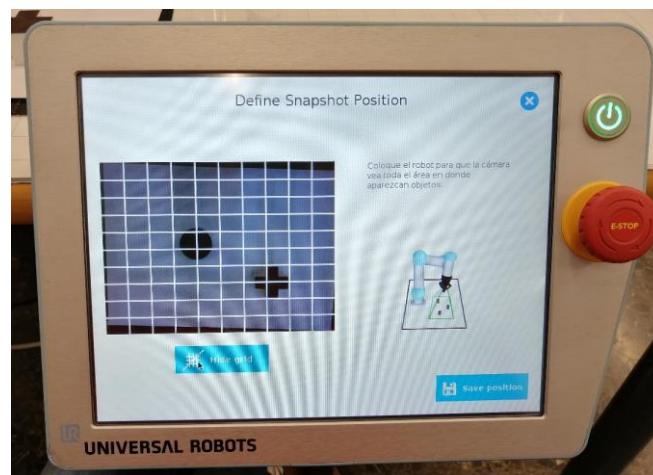 Define Snapshot Position
Coloque el robot para que la cámara
vea toda el área en donde
aparezcan objetos.
E-STOP
Hide grid
Save position
UR
UNIVERSAL ROBOTS